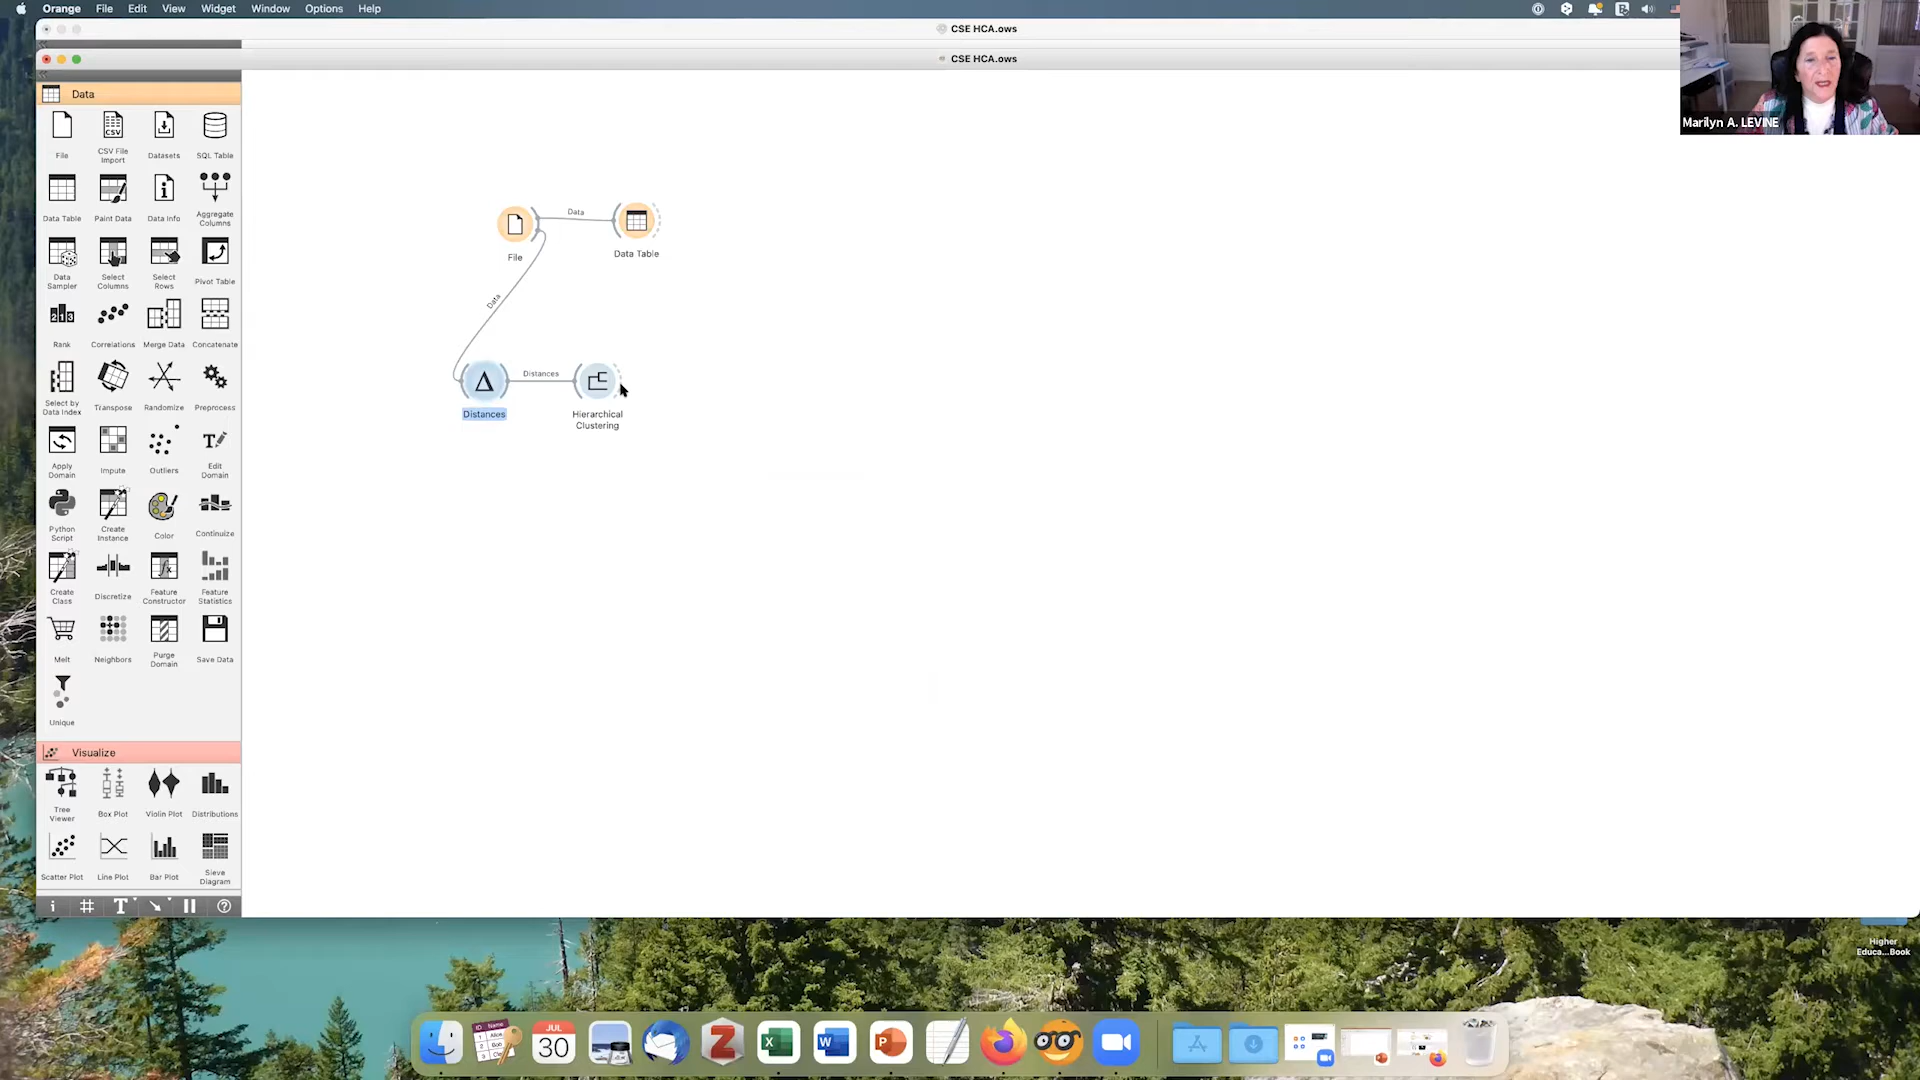 Orange File Edit View Widget Window Options Help
CSE HCA.ows
CSE HCA.ows
Marilyn A. LEVINE
Data
File
CSV File Import
Datasets
SQL Table
Data Table
Paint Data
Data Info
Aggregate Columns
Data Sampler
Select Columns
Select Rows
Pivot Table
Rank
Correlations
Merge Data
Concatenate
Select by Data Index
Transpose
Randomize
Preprocess
Apply Domain
Impute
Outliers
Edit Domain
Python Script
Create Instance
Color
Continuize
Create Class
Discretize
Feature Constructor
Feature Statistics
Melt
Neighbors
Purge Domain
Save Data
Unique
Visualize
Tree Viewer
Box Plot
Violin Plot
Distributions
Scatter Plot
Line Plot
Bar Plot
Sieve Diagram
File
Data
Data Table
Data
Distances
Distances
Hierarchical
Clustering
Higher
Educa...Book
JUL
30